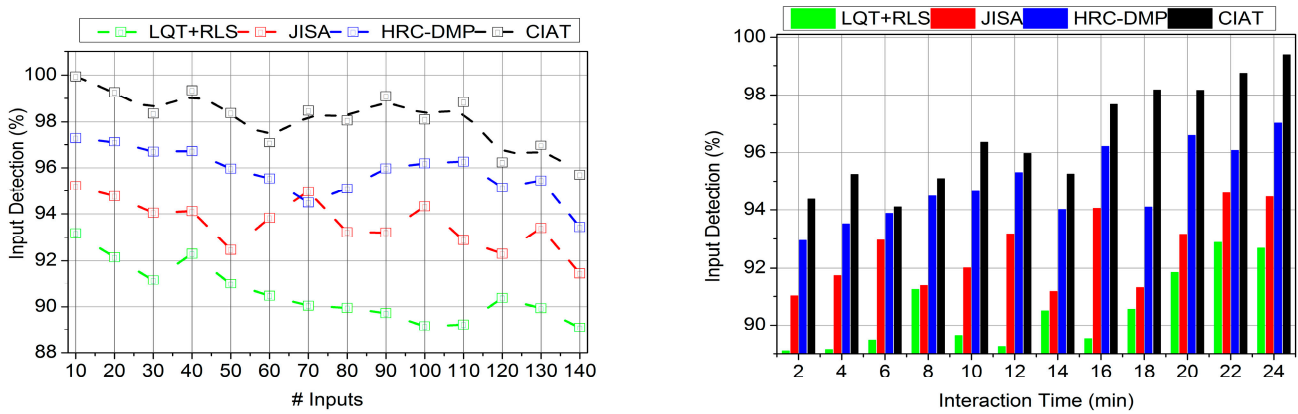 LQT+RLS JISA HRC-DMP CIAT
Input Detection (%)
100
98
96
94
92
90
88
10 20 30 40 50 60 70 80 90 100 110 120 130 140
# Inputs
LQT+RLS JISA HRC-DMP CIAT
Input Detection (%)
100
98
96
94
92
90
2 4 6 8 10 12 14 16 18 20 22 24
Interaction Time (min)